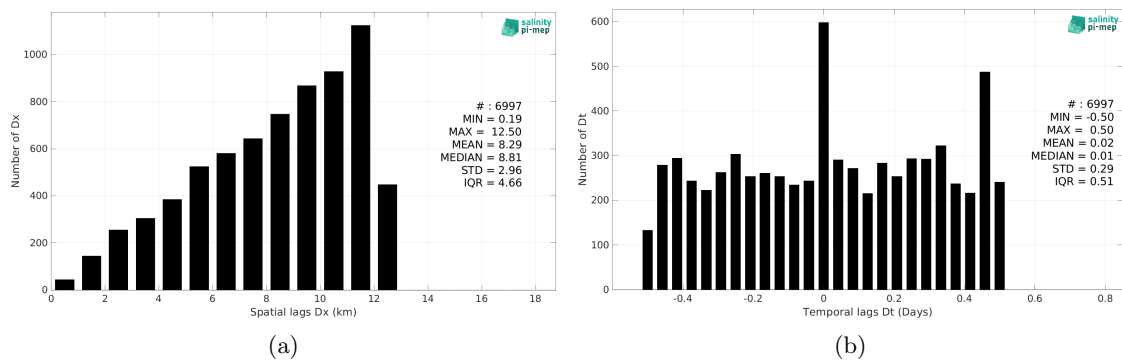 salinity
pi-mep
1000
800
600
400
200
0
Number of Dx
# : 6997
MIN = 0.19
MAX = 12.50
MEAN = 8.29
MEDIAN = 8.81
STD = 2.96
IQR = 4.66
0 2 4 6 8 10 12 14 16 18
Spatial lags Dx (km)
(a)
salinity
pi-mep
600
500
400
300
200
100
0
Number of Dt
# : 6997
MIN = -0.50
MAX = 0.50
MEAN = 0.02
MEDIAN = 0.01
STD = 0.29
IQR = 0.51
-0.4 -0.2 0 0.2 0.4 0.6 0.8
Temporal lags Dt (Days)
(b)